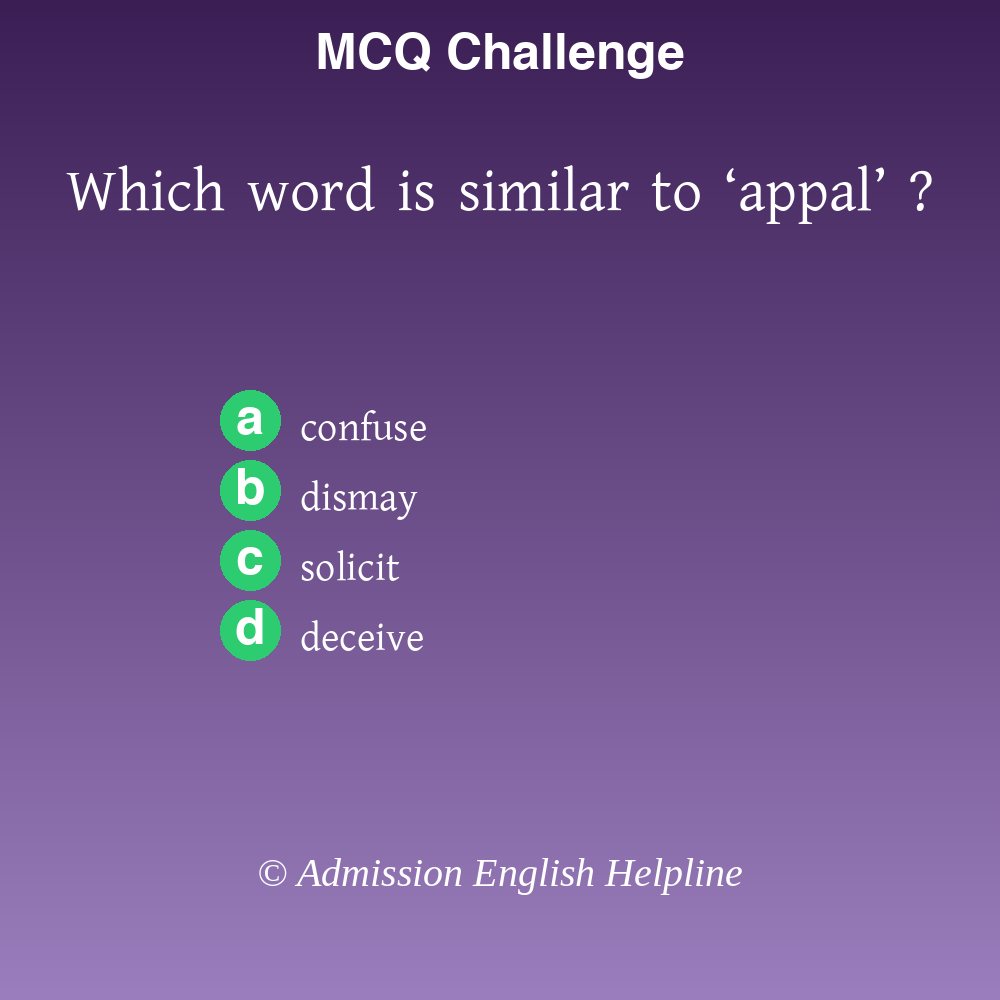 MCQ Challenge
Which word is similar to ‘appal’ ?
a confuse
b dismay
c solicit
d deceive
© Admission English Helpline